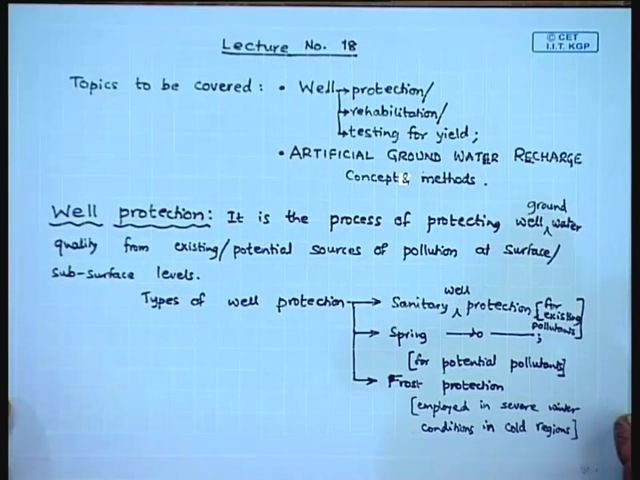 Lecture No. 18
© CET
I.I.T. KGP
Topics to be covered : • Well → protection/
→ rehabilitation/
→ testing for yield ;
• ARTIFICIAL GROUND WATER RECHARGE
Concept & methods .
ground
Well protection : It is the process of protecting well ^ water
quality from existing/potential sources of pollution at surface/
sub-surface levels.
well
Types of well protection → Sanitary ^ protection [for
existing
pollutants]
→ Spring —"— ;
[for potential pollutants]
→ Frost protection
[employed in severe winter
conditions in cold regions]